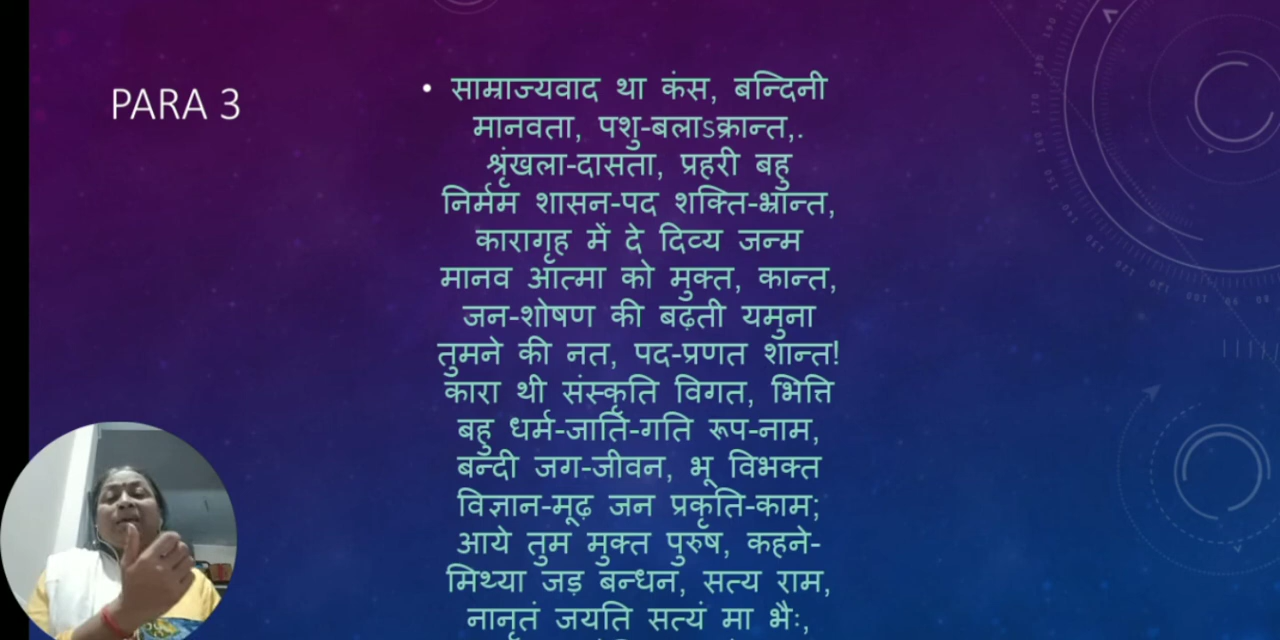 PARA 3
• साम्राज्यवाद था कंस, बन्दिनी
मानवता, पशु-बलाऽक्रान्त,.
श्रृंखला-दासता, प्रहरी बहु
निर्मम शासन-पद शक्ति-भ्रान्त,
कारागृह में दे दिव्य जन्म
मानव आत्मा को मुक्त, कान्त,
जन-शोषण की बढ़ती यमुना
तुमने की नत, पद-प्रणत शान्त!
कारा थी संस्कृति विगत, भित्ति
बहु धर्म-जाति-गति रूप-नाम,
बन्दी जग-जीवन, भू विभक्त
विज्ञान-मूढ़ जन प्रकृति-काम;
आये तुम मुक्त पुरुष, कहने-
मिथ्या जड़ बन्धन, सत्य राम,
नानृतं जयति सत्यं मा भैः,